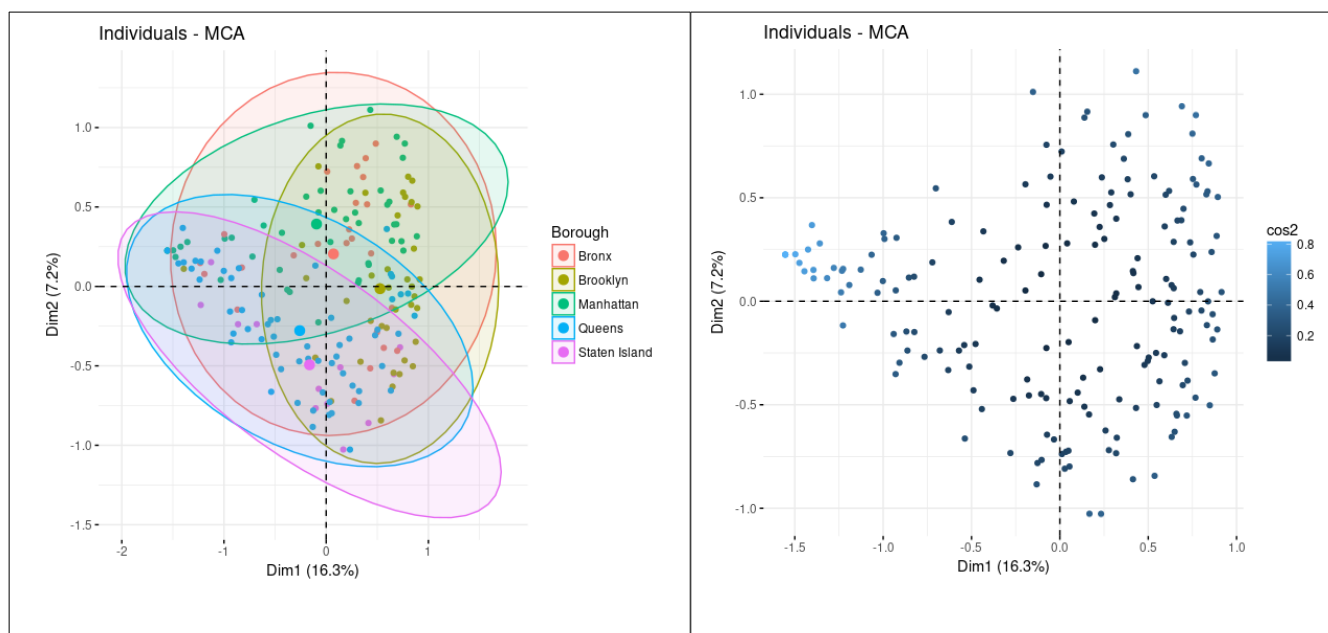 Individuals - MCA
1.0
0.5
0.0
-0.5
-1.0
-1.5
Dim2 (7.2%)
-2
-1
0
1
Dim1 (16.3%)
Borough
Bronx
Brooklyn
Manhattan
Queens
Staten Island
Individuals - MCA
1.0
0.5
0.0
-0.5
-1.0
Dim2 (7.2%)
-1.5
-1.0
-0.5
0.0
0.5
1.0
Dim1 (16.3%)
cos2
0.8
0.6
0.4
0.2